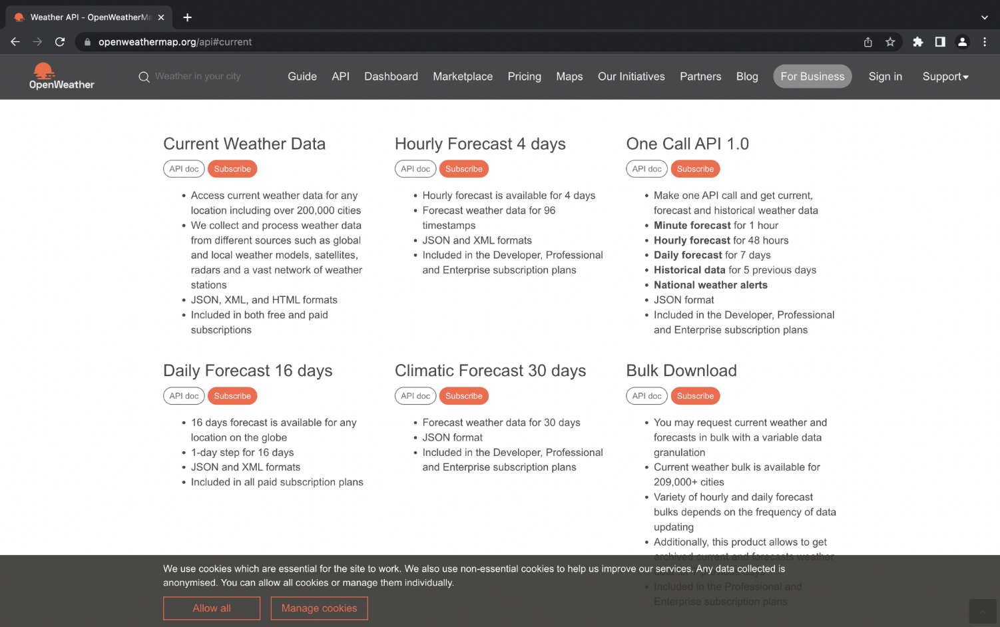 Weather API - OpenWeatherMa
openweathermap.org/api#current
OpenWeather
Weather in your city
Guide
API
Dashboard
Marketplace
Pricing
Maps
Our Initiatives
Partners
Blog
For Business
Sign in
Support
Current Weather Data
API doc
Subscribe
• Access current weather data for any
location including over 200,000 cities
• We collect and process weather data
from different sources such as global
and local weather models, satellites,
radars and a vast network of weather
stations
• JSON, XML, and HTML formats
• Included in both free and paid
subscriptions
Hourly Forecast 4 days
API doc
Subscribe
• Hourly forecast is available for 4 days
• Forecast weather data for 96
timestamps
• JSON and XML formats
• Included in the Developer, Professional
and Enterprise subscription plans
One Call API 1.0
API doc
Subscribe
• Make one API call and get current,
forecast and historical weather data
• Minute forecast for 1 hour
• Hourly forecast for 48 hours
• Daily forecast for 7 days
• Historical data for 5 previous days
• National weather alerts
• JSON format
• Included in the Developer, Professional
and Enterprise subscription plans
Daily Forecast 16 days
API doc
Subscribe
• 16 days forecast is available for any
location on the globe
• 1-day step for 16 days
• JSON and XML formats
• Included in all paid subscription plans
Climatic Forecast 30 days
API doc
Subscribe
• Forecast weather data for 30 days
• JSON format
• Included in the Developer, Professional
and Enterprise subscription plans
Bulk Download
API doc
Subscribe
• You may request current weather and
forecasts in bulk with a variable data
granulation
• Current weather bulk is available for
209,000+ cities
• Variety of hourly and daily forecast
bulks depends on the frequency of data
updating
• Additionally, this product allows to get
archived current and forecasts weather
• Included in the Professional and
Enterprise subscription plans
We use cookies which are essential for the site to work. We also use non-essential cookies to help us improve our services. Any data collected is
anonymised. You can allow all cookies or manage them individually.
Allow all
Manage cookies